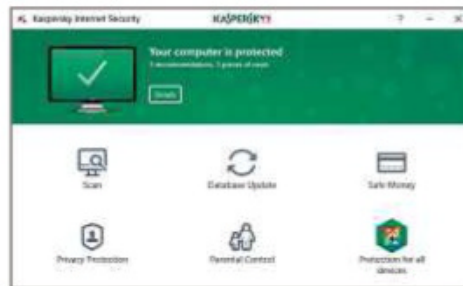 Kaspersky Internet Security
KASPERSKY
?
Your computer is protected
Details
Scan
Database Update
Safe Money
Privacy Protection
Parental Control
Protection for all
devices